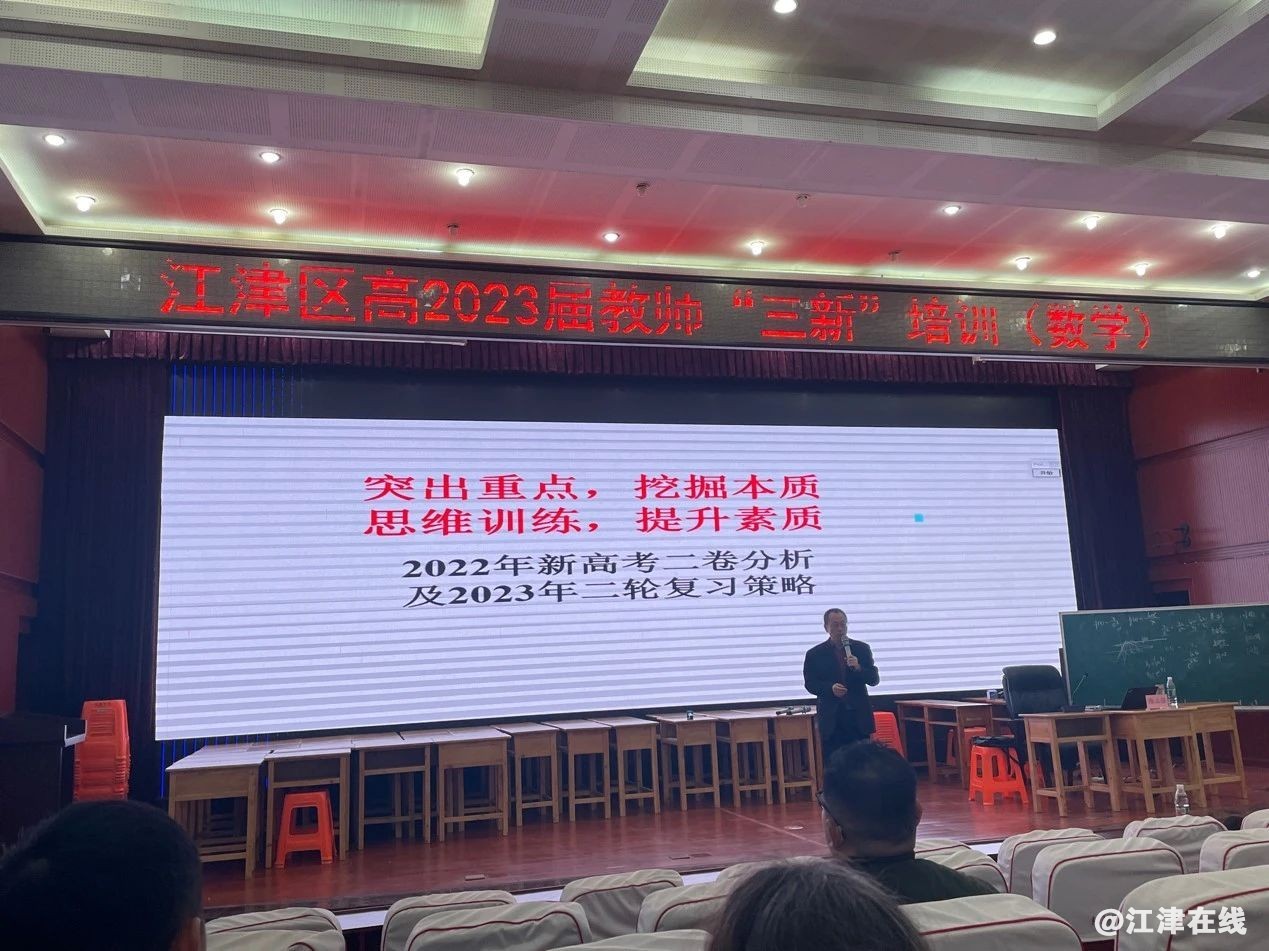 江津区高2023届教师“三新”培训（数学）
突出重点，挖掘本质
思维训练，提升素质
2022年新高考二卷分析
及2023年二轮复习策略
@江津在线